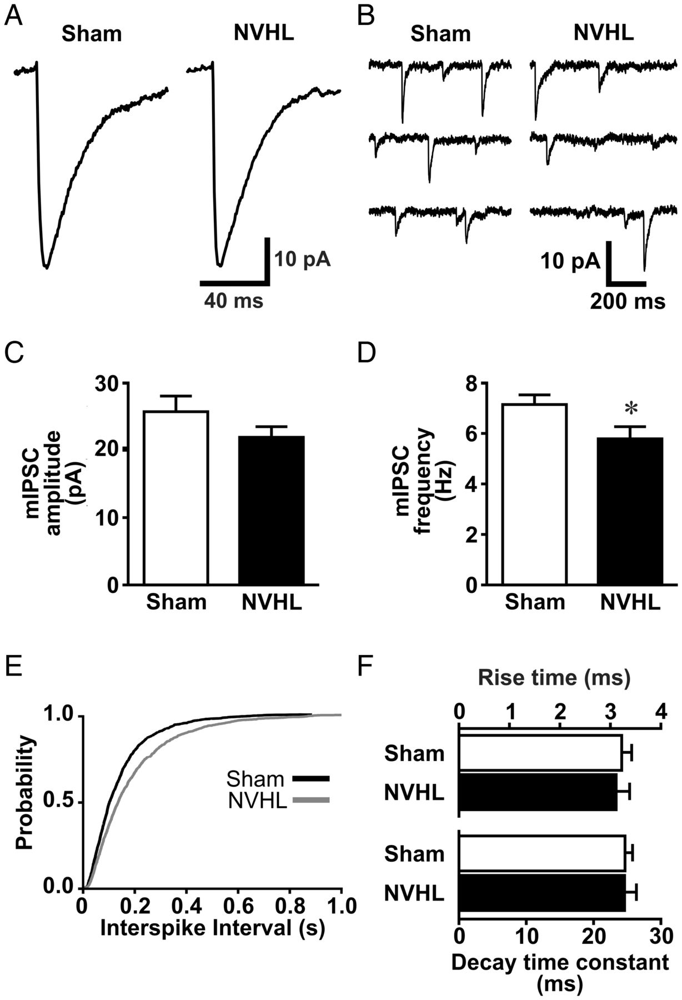 A
Sham
NVHL
10 pA
40 ms
B
Sham
NVHL
10 pA
200 ms
C
mIPSC
amplitude
(pA)
30
20
10
0
Sham
NVHL
D
mIPSC
frequency
(Hz)
8
6
4
2
0
*
Sham
NVHL
E
Probability
1.0
0.5
0.0
Sham
NVHL
0 0.2 0.4 0.6 0.8 1.0
Interspike Interval (s)
F
Rise time (ms)
0 1 2 3 4
Sham
NVHL
Sham
NVHL
0 10 20 30
Decay time constant
(ms)